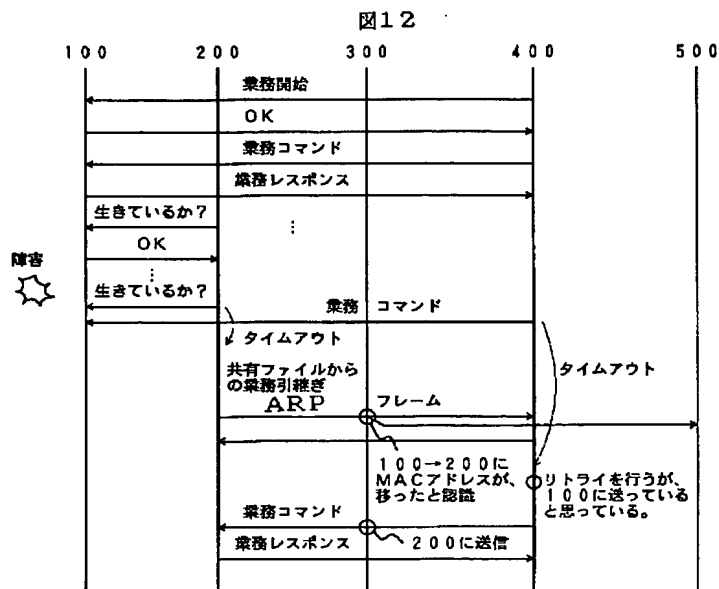 図12
100 200 300 400 500
業務開始
OK
業務コマンド
業務レスポンス
生きているか？
OK
障害
生きているか？
業務 コマンド
タイムアウト
タイムアウト
共有ファイルから
の業務引継ぎ
ARP フレーム
100→200に
MACアドレスが、
移ったと認識
リトライを行うが、
100に送っている
と思っている。
業務コマンド
200に送信
業務レスポンス